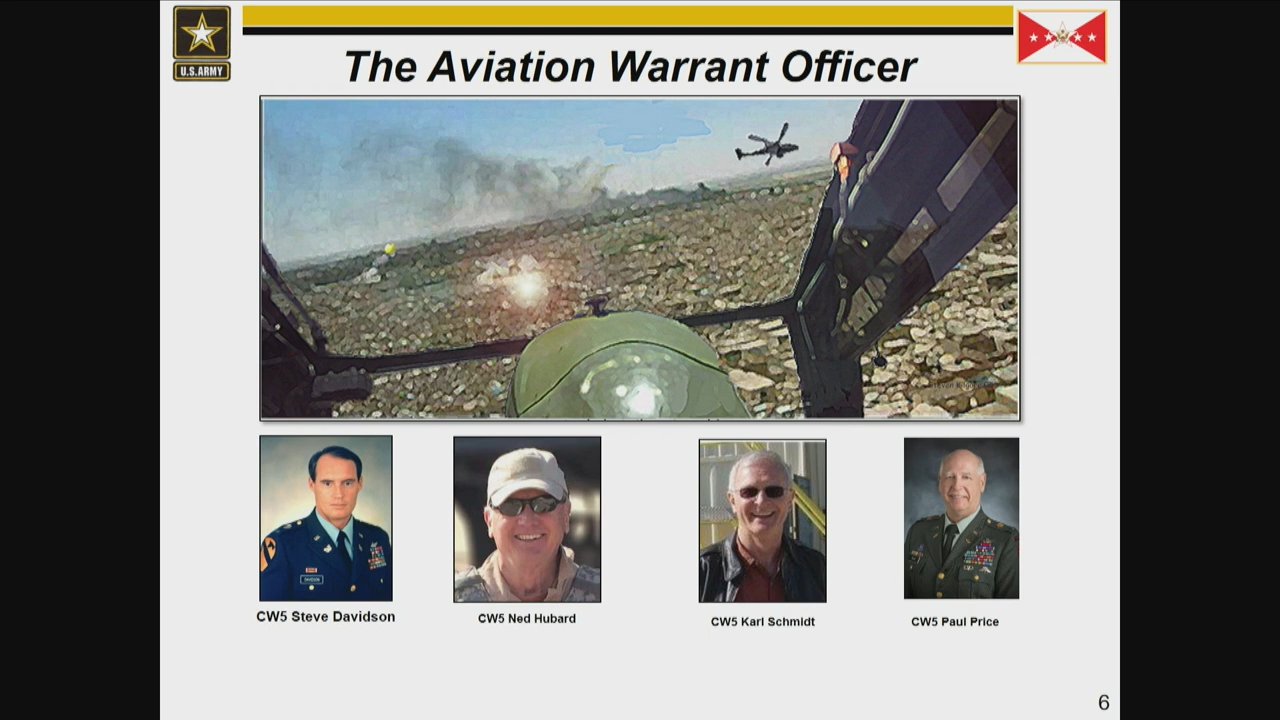 U.S.ARMY
The Aviation Warrant Officer
CW5 Steve Davidson
CW5 Ned Hubard
CW5 Karl Schmidt
CW5 Paul Price
6